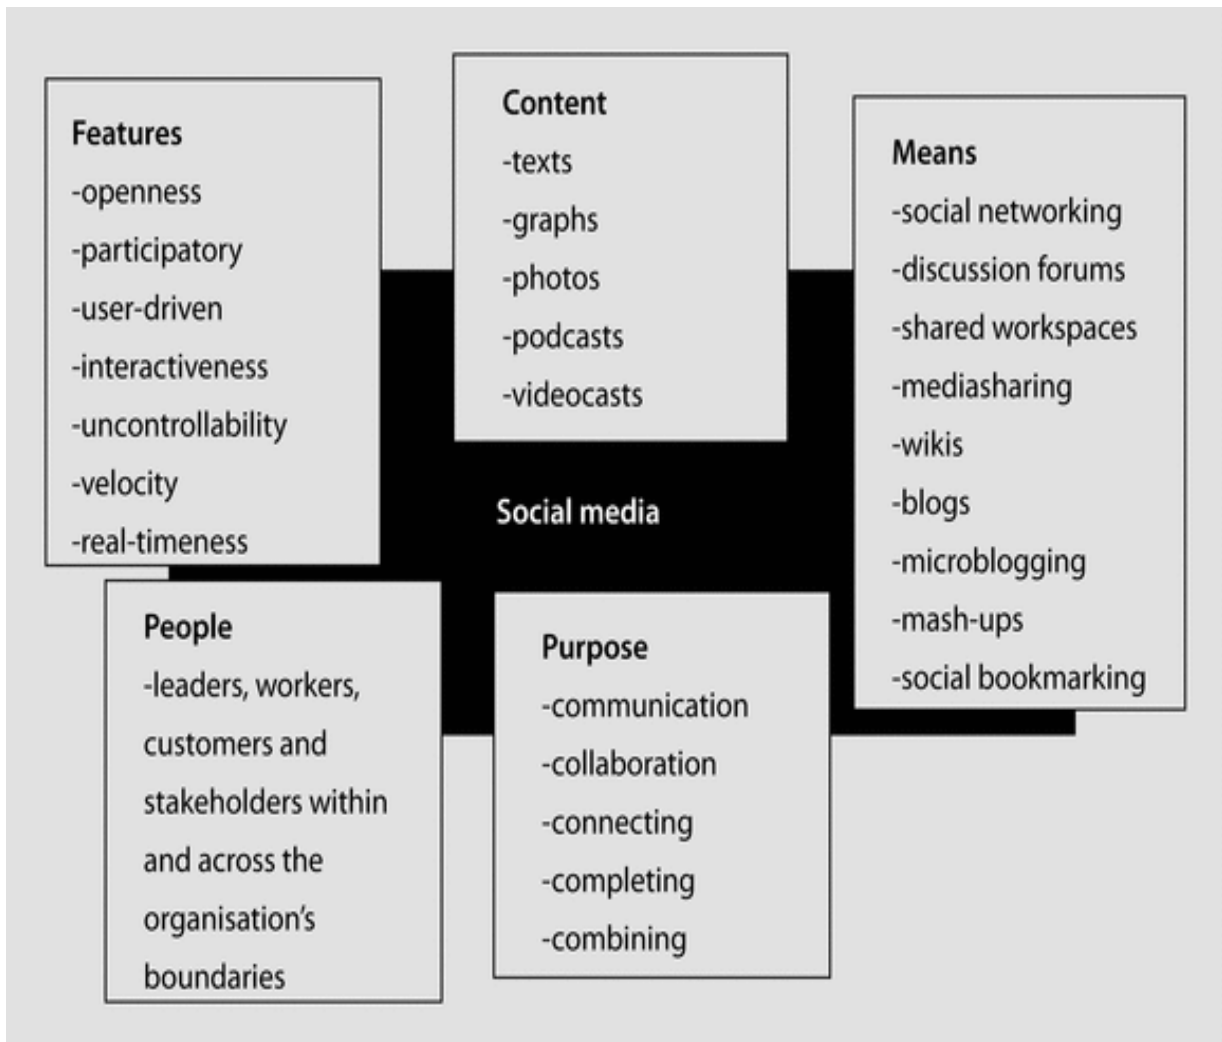 Features
-openness
-participatory
-user-driven
-interactiveness
-uncontrollability
-velocity
-real-timeness
Content
-texts
-graphs
-photos
-podcasts
-videocasts
Means
-social networking
-discussion forums
-shared workspaces
-mediasharing
-wikis
-blogs
-microblogging
-mash-ups
-social bookmarking
Social media
People
-leaders, workers,
customers and
stakeholders within
and across the
organisation's
boundaries
Purpose
-communication
-collaboration
-connecting
-completing
-combining